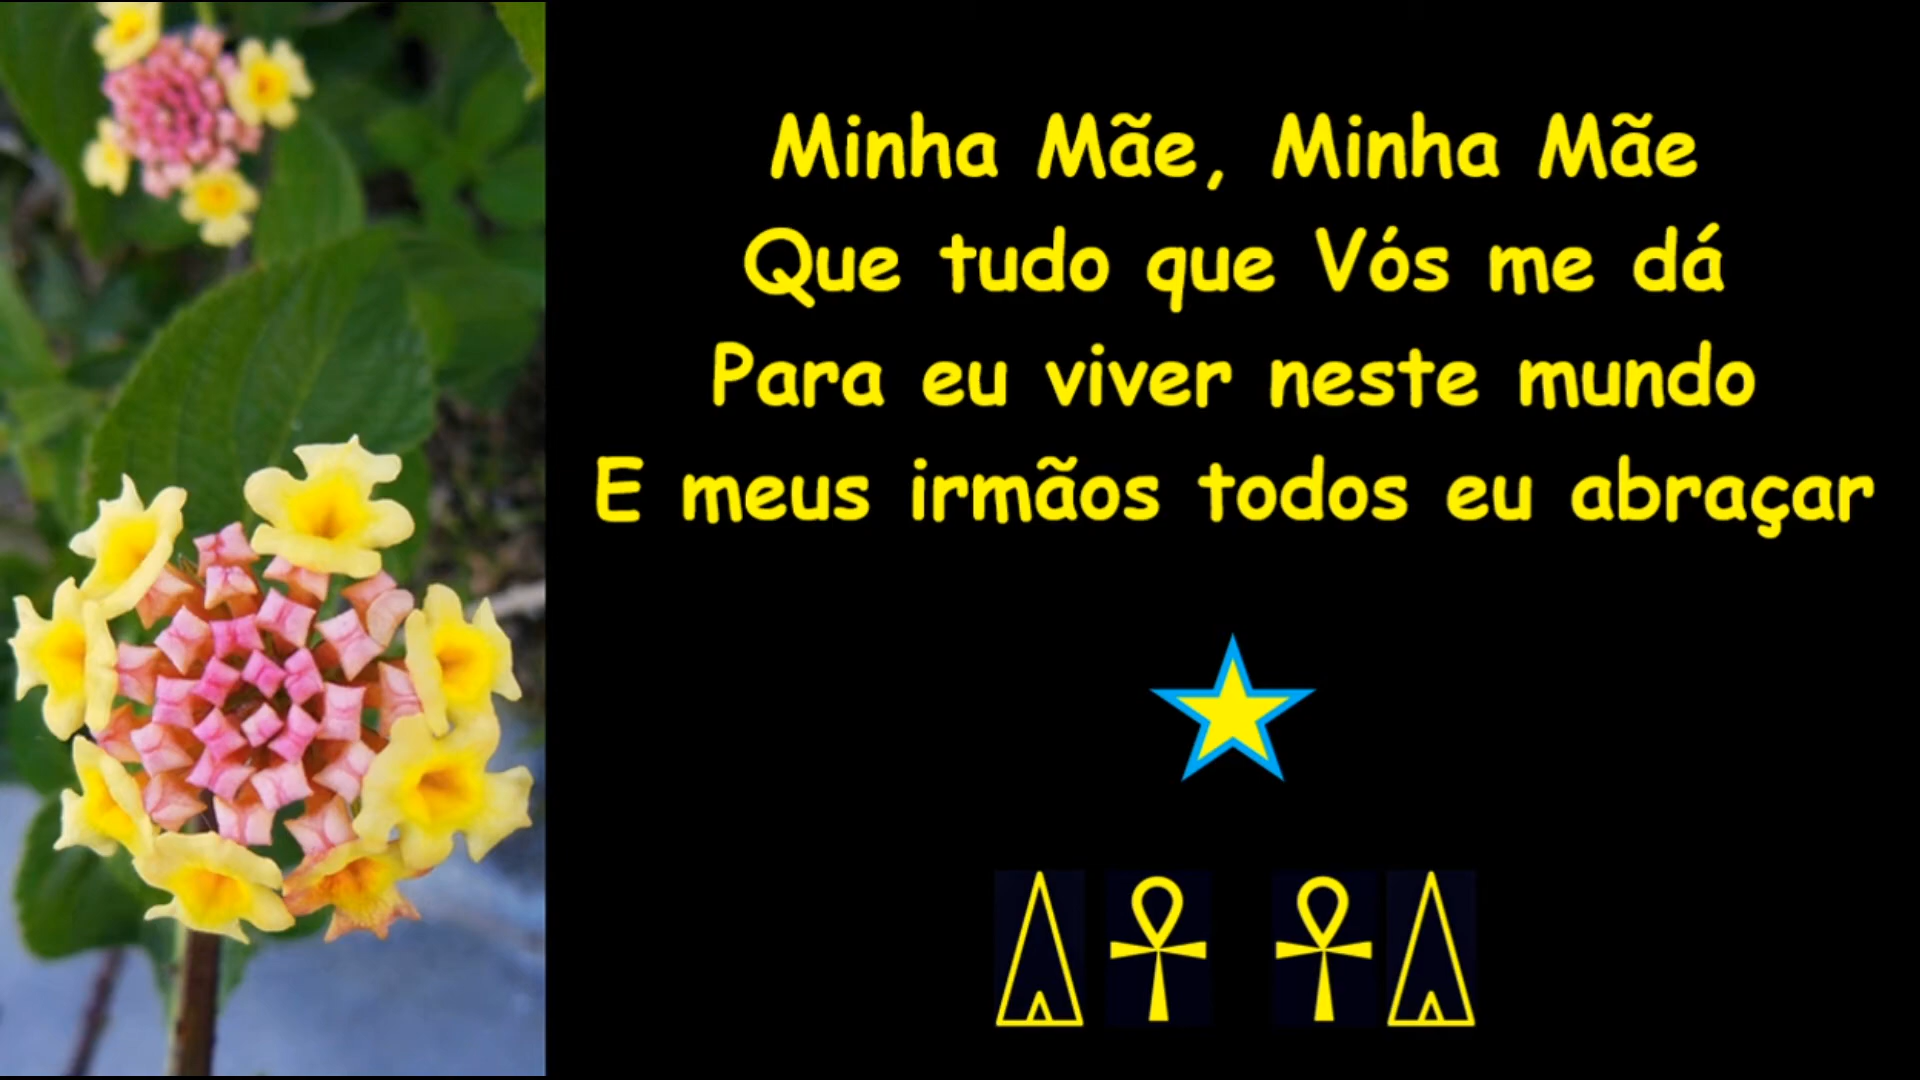 Minha Mãe, Minha Mãe
Que tudo que Vós me dá
Para eu viver neste mundo
E meus irmãos todos eu abraçar